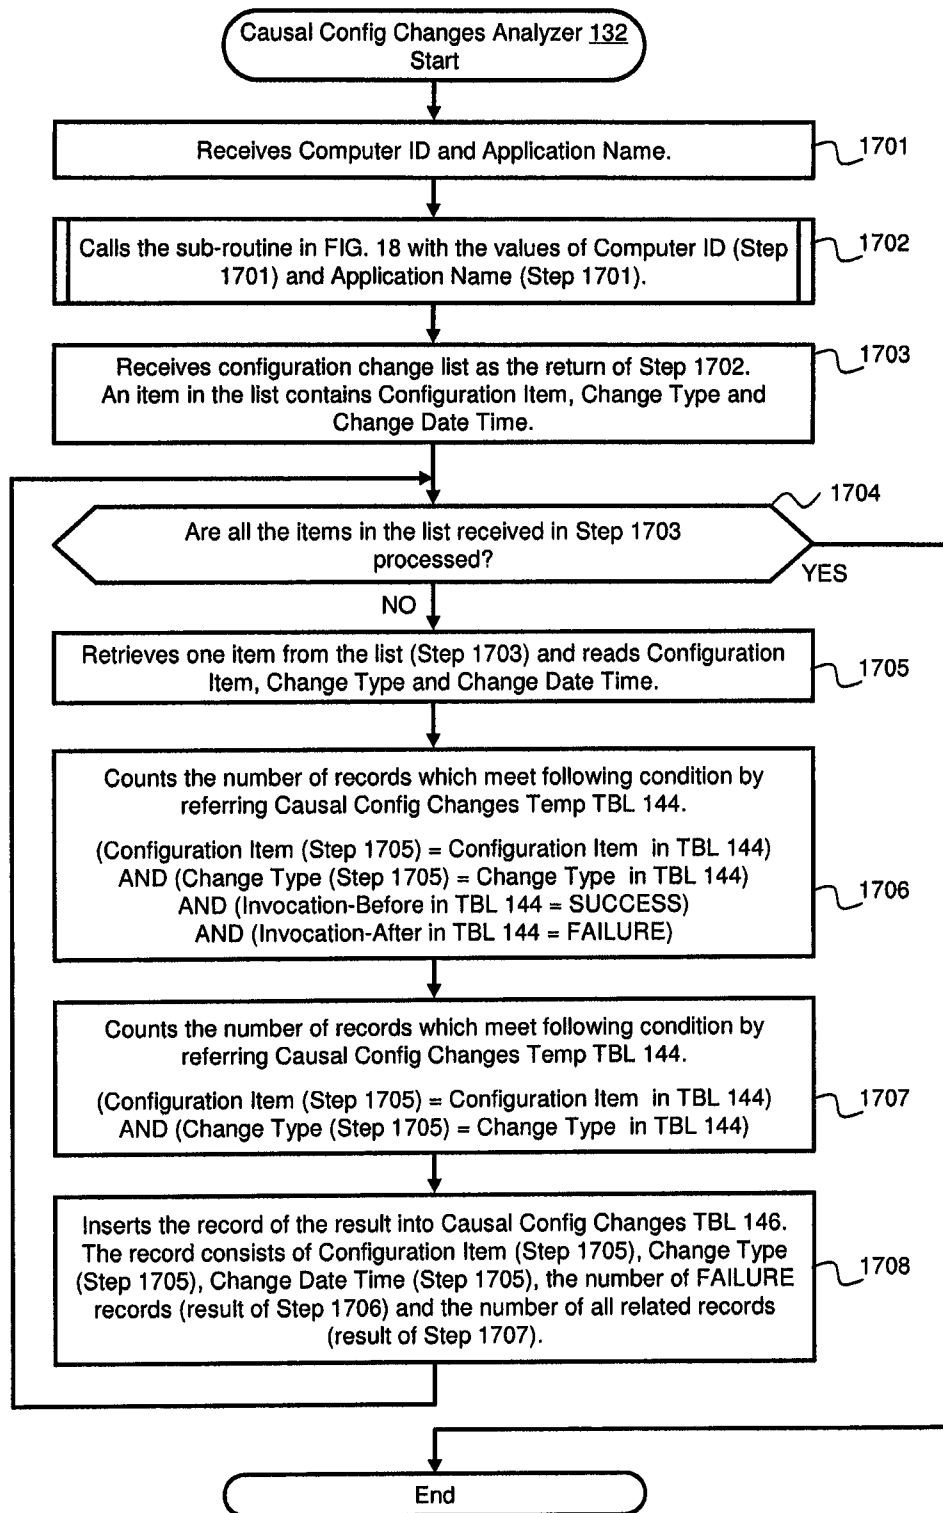 Causal Config Changes Analyzer 132
Start
Receives Computer ID and Application Name.
1701
Calls the sub-routine in FIG. 18 with the values of Computer ID (Step
1701) and Application Name (Step 1701).
1702
Receives configuration change list as the return of Step 1702.
An item in the list contains Configuration Item, Change Type and
Change Date Time.
1703
1704
Are all the items in the list received in Step 1703
processed?
YES
NO
Retrieves one item from the list (Step 1703) and reads Configuration
Item, Change Type and Change Date Time.
1705
Counts the number of records which meet following condition by
referring Causal Config Changes Temp TBL 144.
(Configuration Item (Step 1705) = Configuration Item in TBL 144)
AND (Change Type (Step 1705) = Change Type in TBL 144)
AND (Invocation-Before in TBL 144 = SUCCESS)
AND (Invocation-After in TBL 144 = FAILURE)
1706
Counts the number of records which meet following condition by
referring Causal Config Changes Temp TBL 144.
(Configuration Item (Step 1705) = Configuration Item in TBL 144)
AND (Change Type (Step 1705) = Change Type in TBL 144)
1707
Inserts the record of the result into Causal Config Changes TBL 146.
The record consists of Configuration Item (Step 1705), Change Type
(Step 1705), Change Date Time (Step 1705), the number of FAILURE
records (result of Step 1706) and the number of all related records
(result of Step 1707).
1708
End